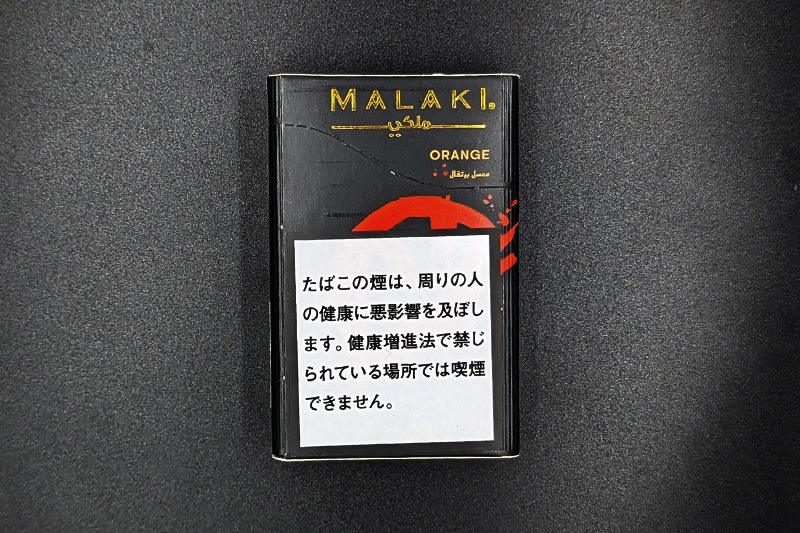 MALAKI®
ملكي
ORANGE
معسل برتقال
たばこの煙は、周りの人
の健康に悪影響を及ぼし
ます。健康増進法で禁じ
られている場所では喫煙
できません。